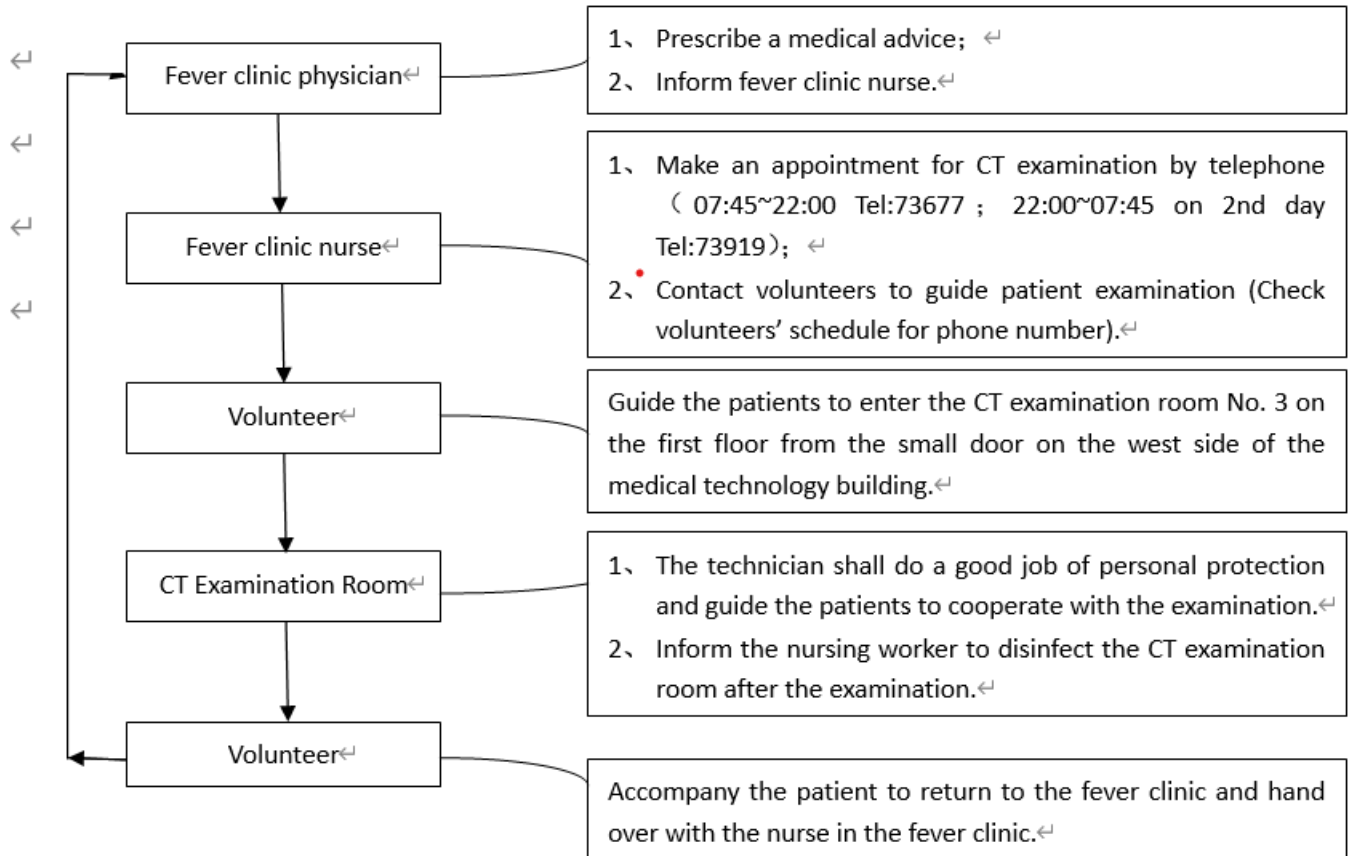 Fever clinic physician↵
1、 Prescribe a medical advice； ↵
2、 Inform fever clinic nurse.↵
Fever clinic nurse↵
1、 Make an appointment for CT examination by telephone
（ 07:45~22:00 Tel:73677 ； 22:00~07:45 on 2nd day
Tel:73919）； ↵
2、 Contact volunteers to guide patient examination (Check
volunteers’ schedule for phone number).↵
Volunteer↵
Guide the patients to enter the CT examination room No. 3 on
the first floor from the small door on the west side of the
medical technology building.↵
CT Examination Room↵
1、 The technician shall do a good job of personal protection
and guide the patients to cooperate with the examination.↵
2、 Inform the nursing worker to disinfect the CT examination
room after the examination.↵
Volunteer↵
Accompany the patient to return to the fever clinic and hand
over with the nurse in the fever clinic.↵